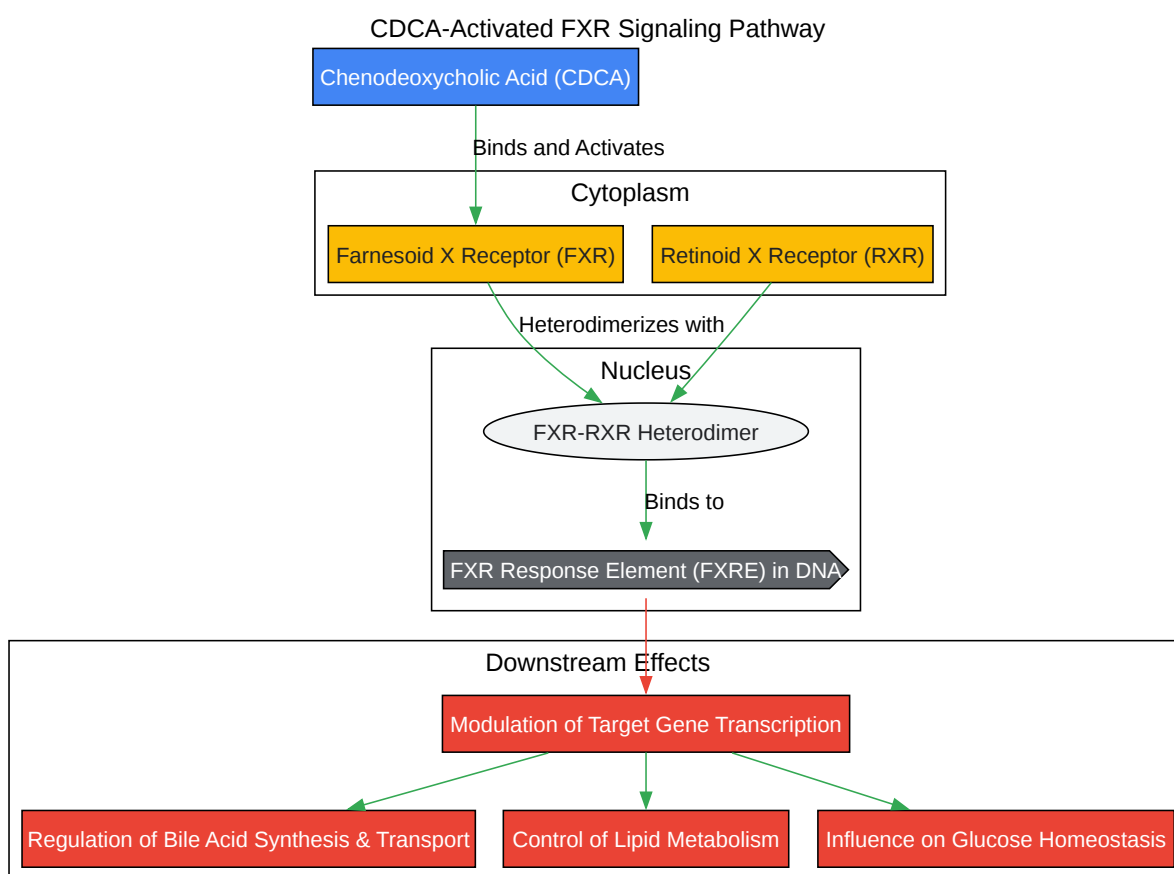 CDCA-Activated FXR Signaling Pathway
Chenodeoxycholic Acid (CDCA)
Binds and Activates
Cytoplasm
Farnesoid X Receptor (FXR)
Retinoid X Receptor (RXR)
Heterodimerizes with
Nucleus
FXR-RXR Heterodimer
Binds to
FXR Response Element (FXRE) in DNA
Downstream Effects
Modulation of Target Gene Transcription
Regulation of Bile Acid Synthesis & Transport
Control of Lipid Metabolism
Influence on Glucose Homeostasis